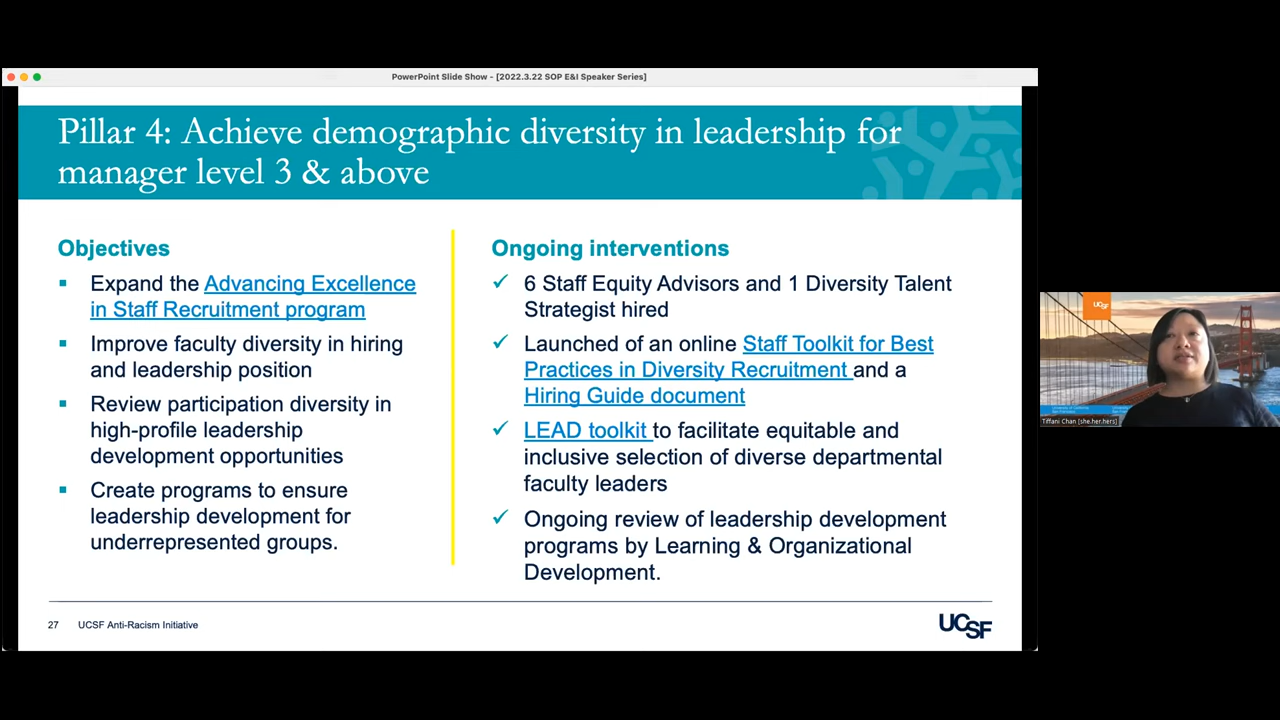 PowerPoint Slide Show - [2022.3.22 SOP E&I Speaker Series]
Pillar 4: Achieve demographic diversity in leadership for
manager level 3 & above
Objectives
Expand the Advancing Excellence
in Staff Recruitment program
Improve faculty diversity in hiring
and leadership position
Review participation diversity in
high-profile leadership
development opportunities
Create programs to ensure
leadership development for
underrepresented groups.
Ongoing interventions
6 Staff Equity Advisors and 1 Diversity Talent
Strategist hired
Launched of an online Staff Toolkit for Best
Practices in Diversity Recruitment and a
Hiring Guide document
LEAD toolkit to facilitate equitable and
inclusive selection of diverse departmental
faculty leaders
Ongoing review of leadership development
programs by Learning & Organizational
Development.
27 UCSF Anti-Racism Initiative
UCSF
UCSF
Tiffani Chan [she.her.hers]